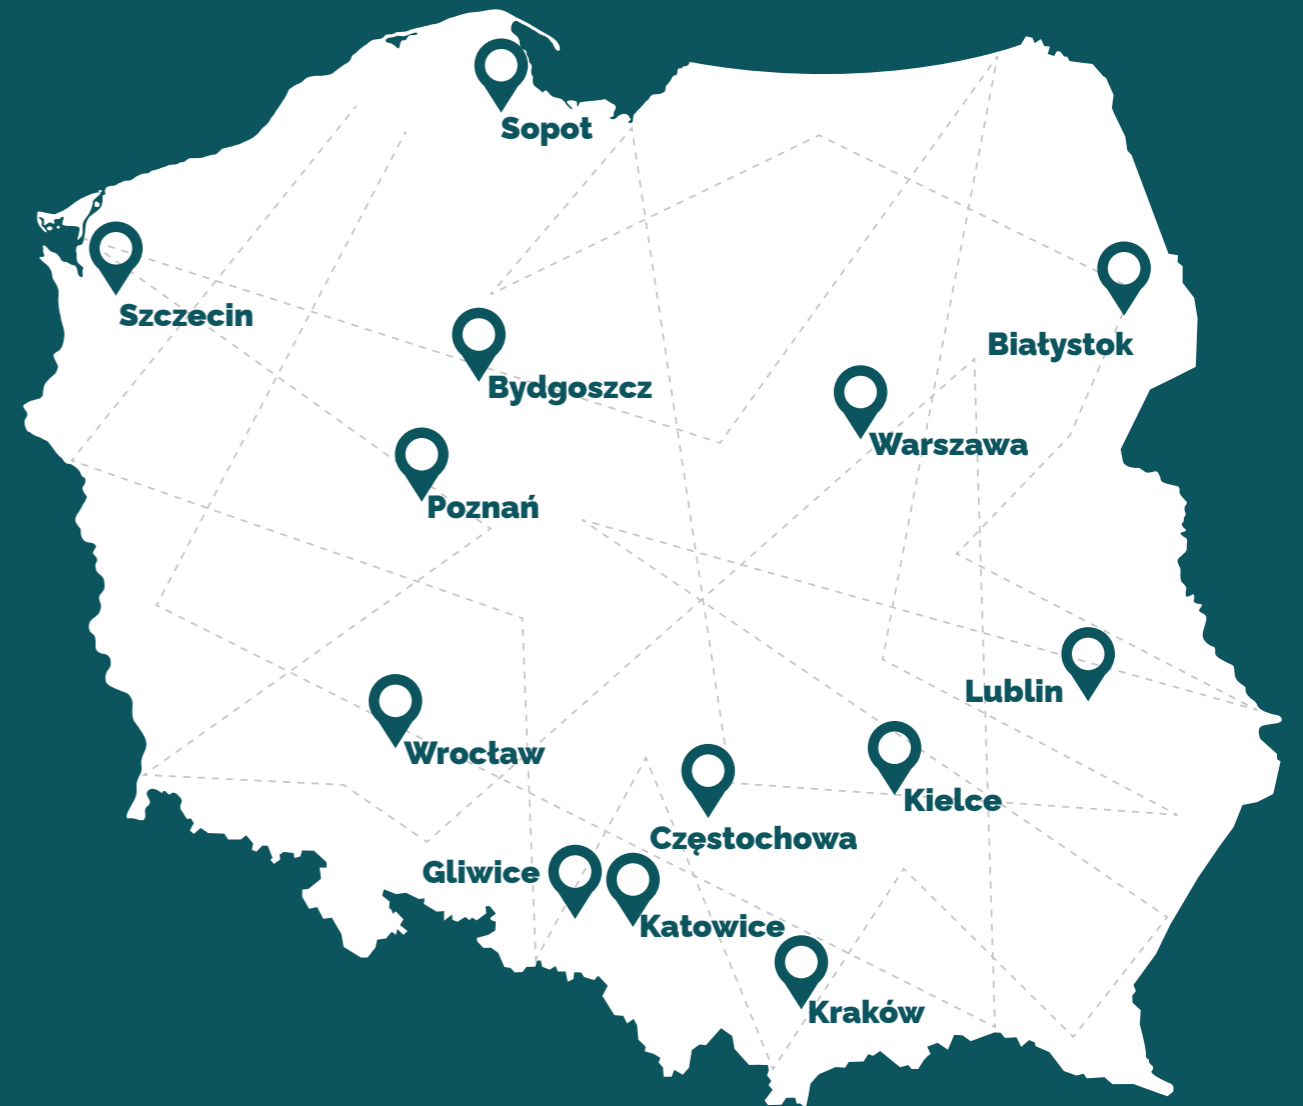 Sopot
Szczecin
Białystok
Bydgoszcz
Warszawa
Poznań
Lublin
Wrocław
Kielce
Częstochowa
Gliwice
Katowice
Kraków